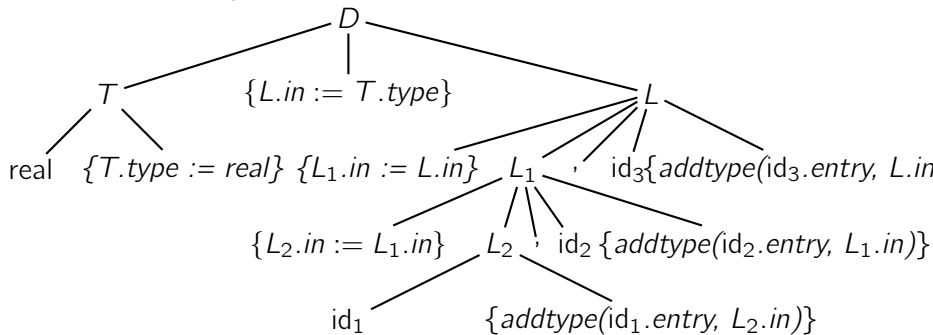 D
T {L.in := T.type} L
real {T.type := real} {L₁.in := L.in} L₁ , id₃{addtype(id₃.entry, L.in
{L₂.in := L₁.in} L₂ , id₂ {addtype(id₂.entry, L₁.in)}
id₁ {addtype(id₁.entry, L₂.in)}